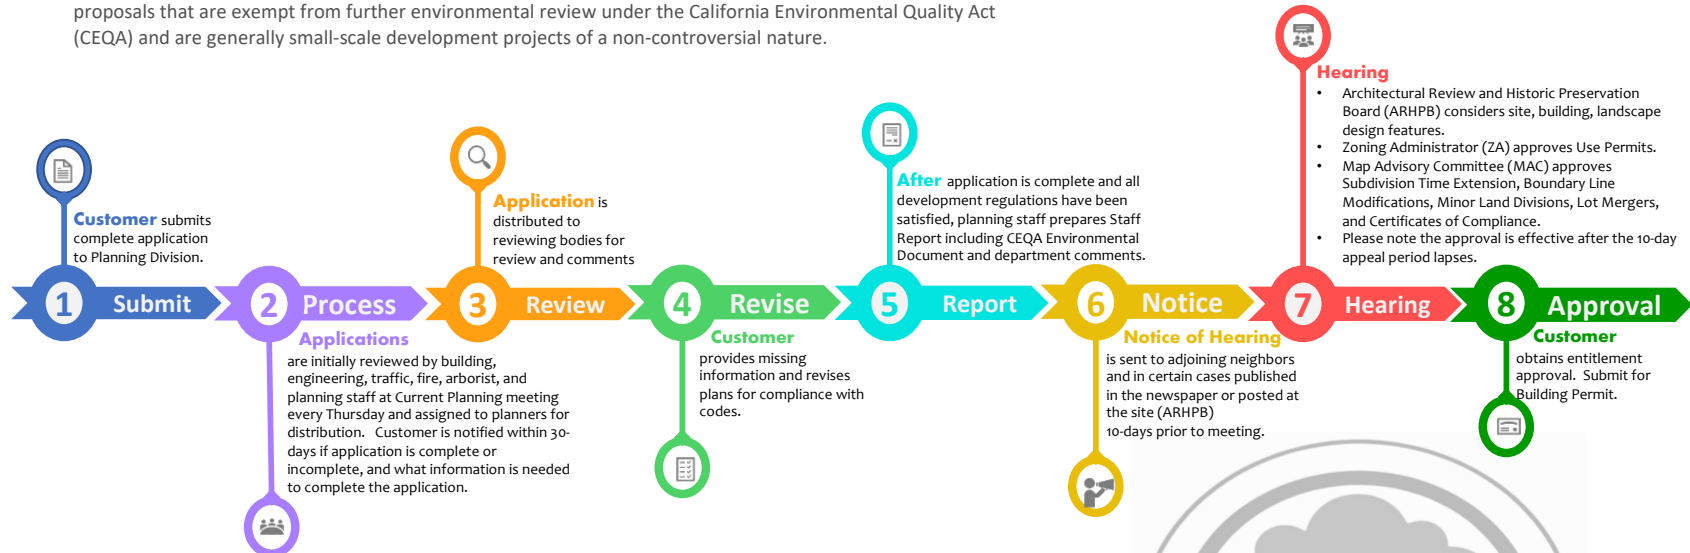 proposals that are exempt from further environmental review under the California Environmental Quality Act
(CEQA) and are generally small-scale development projects of a non-controversial nature.
1 Submit
Customer submits
complete application
to Planning Division.
2 Process
Applications
are initially reviewed by building,
engineering, traffic, fire, arborist, and
planning staff at Current Planning meeting
every Thursday and assigned to planners for
distribution. Customer is notified within 30-
days if application is complete or
incomplete, and what information is needed
to complete the application.
3 Review
Application is
distributed to
reviewing bodies for
review and comments
4 Revise
Customer
provides missing
information and revises
plans for compliance with
codes.
5 Report
After application is complete and all
development regulations have been
satisfied, planning staff prepares Staff
Report including CEQA Environmental
Document and department comments.
6 Notice
Notice of Hearing
is sent to adjoining neighbors
and in certain cases published
in the newspaper or posted at
the site (ARHPB)
10-days prior to meeting.
7 Hearing
Hearing
• Architectural Review and Historic Preservation
Board (ARHPB) considers site, building, landscape
design features.
• Zoning Administrator (ZA) approves Use Permits.
• Map Advisory Committee (MAC) approves
Subdivision Time Extension, Boundary Line
Modifications, Minor Land Divisions, Lot Mergers,
and Certificates of Compliance.
• Please note the approval is effective after the 10-day
appeal period lapses.
8 Approval
Customer
obtains entitlement
approval. Submit for
Building Permit.